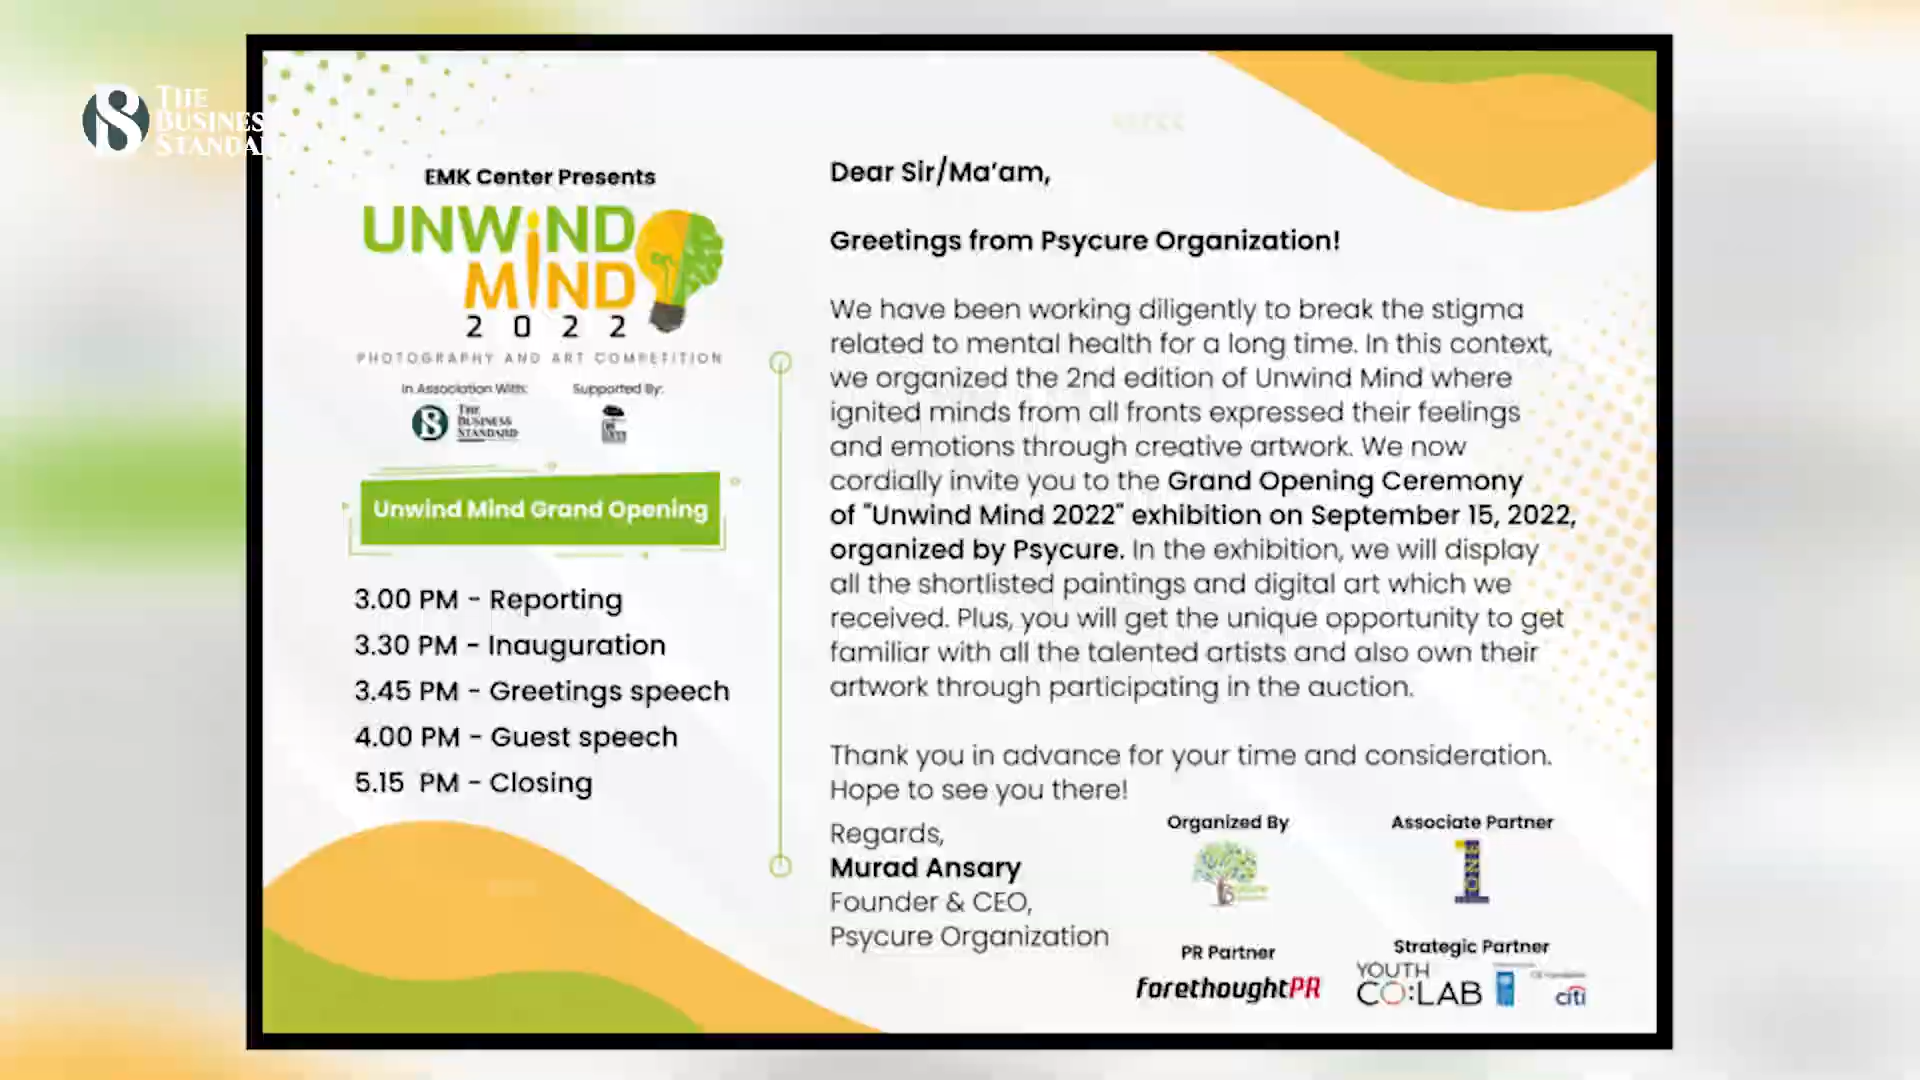 THE
BUSINESS
STANDARD
EMK Center Presents
UNWiND
MiND
2022
PHOTOGRAPHY AND ART COMPETITION
In Association With:
Supported By:
THE
BUSINESS
STANDARD
Unwind Mind Grand Opening
3.00 PM - Reporting
3.30 PM - Inauguration
3.45 PM - Greetings speech
4.00 PM - Guest speech
5.15 PM - Closing
Dear Sir/Ma’am,
Greetings from Psycure Organization!
We have been working diligently to break the stigma
related to mental health for a long time. In this context,
we organized the 2nd edition of Unwind Mind where
ignited minds from all fronts expressed their feelings
and emotions through creative artwork. We now
cordially invite you to the Grand Opening Ceremony
of "Unwind Mind 2022" exhibition on September 15, 2022,
organized by Psycure. In the exhibition, we will display
all the shortlisted paintings and digital art which we
received. Plus, you will get the unique opportunity to get
familiar with all the talented artists and also own their
artwork through participating in the auction.
Thank you in advance for your time and consideration.
Hope to see you there!
Regards,
Murad Ansary
Founder & CEO,
Psycure Organization
Organized By
Associate Partner
1
ONE
PR Partner
forethoughtPR
Strategic Partner
YOUTH
CO:LAB
citi